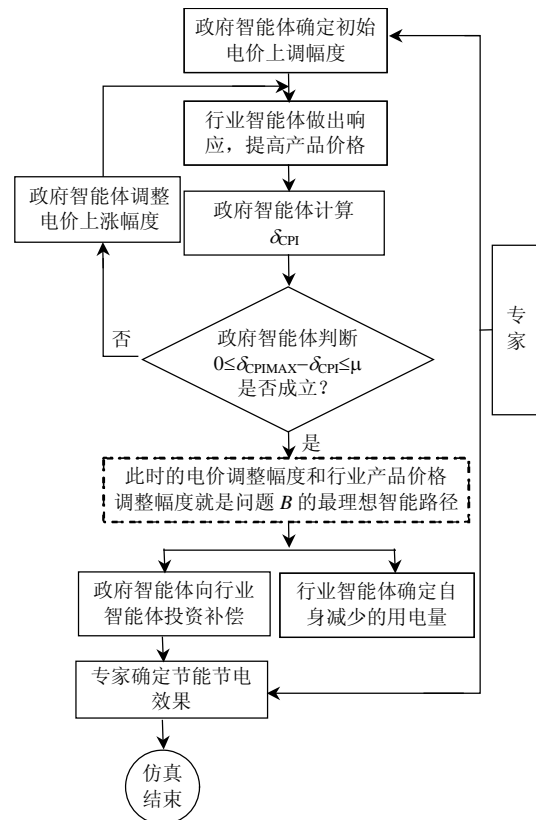 政府智能体确定初始
电价上调幅度
行业智能体做出响
应，提高产品价格
政府智能体调整
电价上涨幅度
政府智能体计算
δCPI
专
家
否
政府智能体判断
0≤δCPIMAX−δCPI≤μ
是否成立？
是
此时的电价调整幅度和行业产品价格
调整幅度就是问题 B 的最理想智能路径
政府智能体向行业
智能体投资补偿
行业智能体确定自
身减少的用电量
专家确定节能节电
效果
仿真
结束